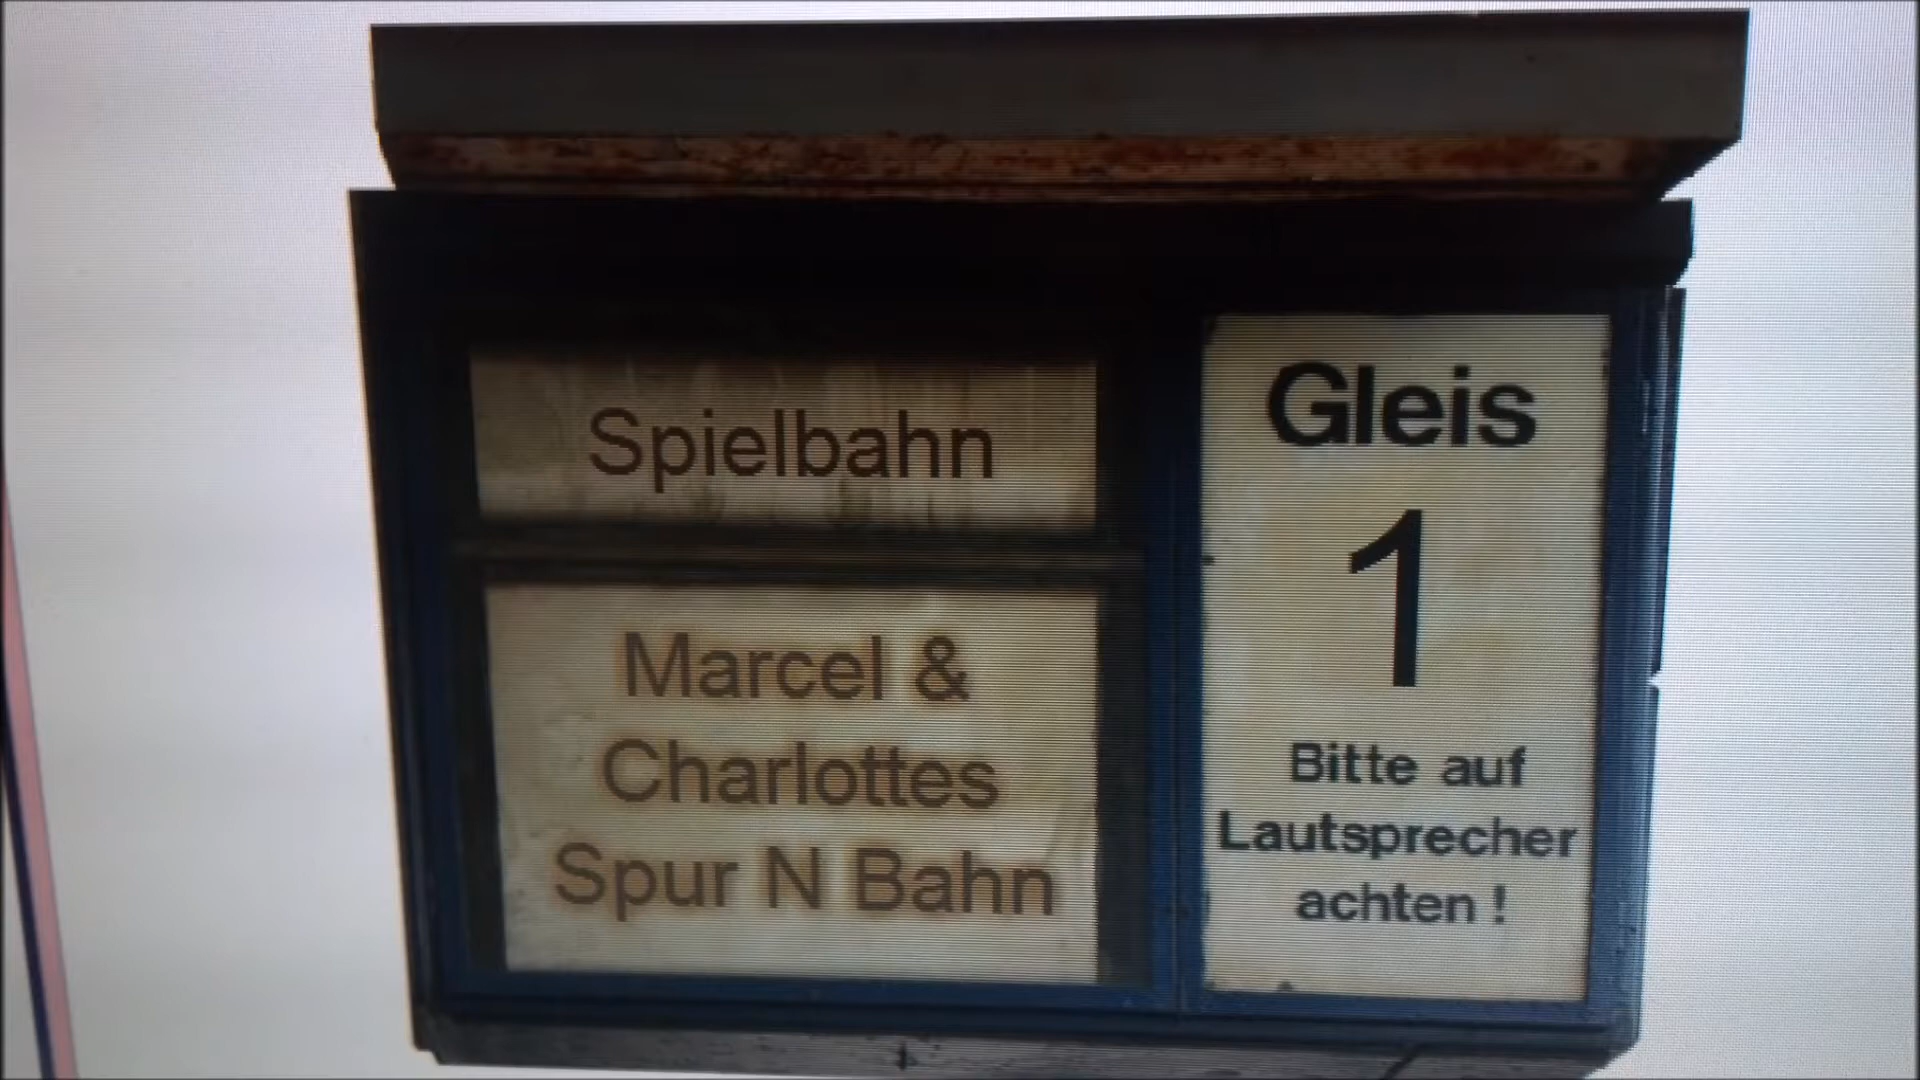 Spielbahn
Marcel &
Charlottes
Spur N Bahn
Gleis
1
Bitte auf
Lautsprecher
achten !